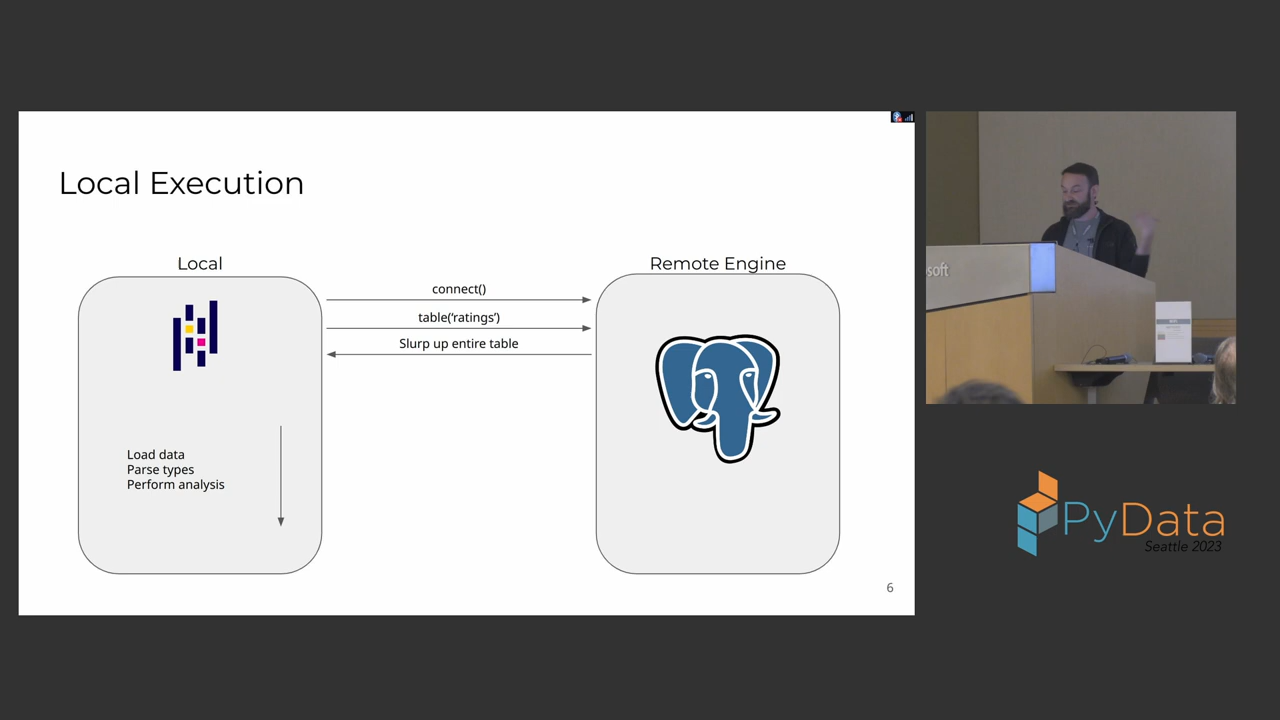 Local Execution
Local
Remote Engine
connect()
table('ratings')
Slurp up entire table
Load data
Parse types
Perform analysis
6
soft
PyData
Seattle 2023